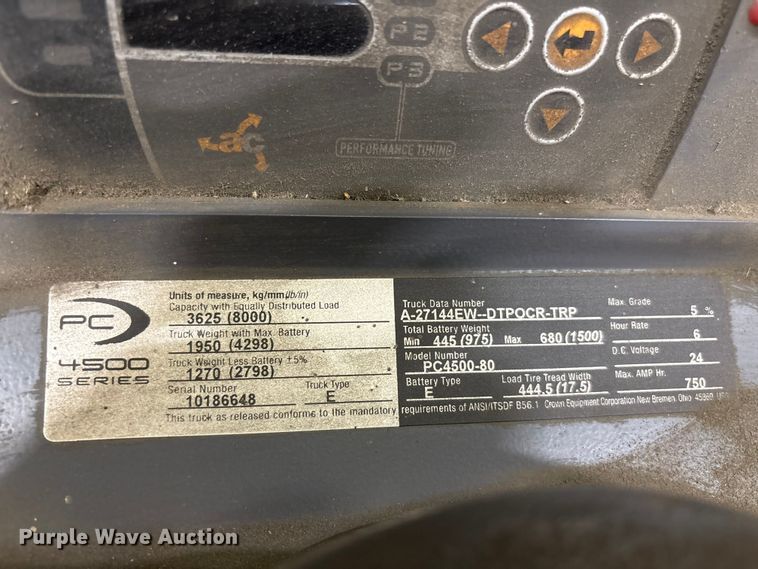 P2
P3
ac
PERFORMANCE TUNING
PC
4500
SERIES
Units of measure, kg/mm(lb/in)
Capacity with Equally Distributed Load
3625 (8000)
Truck Weight with Max. Battery
1950 (4298)
Truck Weight Less Battery ±5%
1270 (2798)
Serial Number Truck Type
10186648 E
This truck as released conforms to the mandatory requirements of ANSI/ITSDF B56.1 Crown Equipment Corporation New Bremen, Ohio 45869 USA
Truck Data Number
A-27144EW--DTPOCR-TRP
Total Battery Weight
Min 445 (975) Max 680 (1500)
Model Number
PC4500-80
Battery Type Load Tire Tread Width
E 444.5 (17.5)
Max. Grade
5 %
Hour Rate
6
D.C. Voltage
24
Max. AMP Hr.
750
Purple Wave Auction